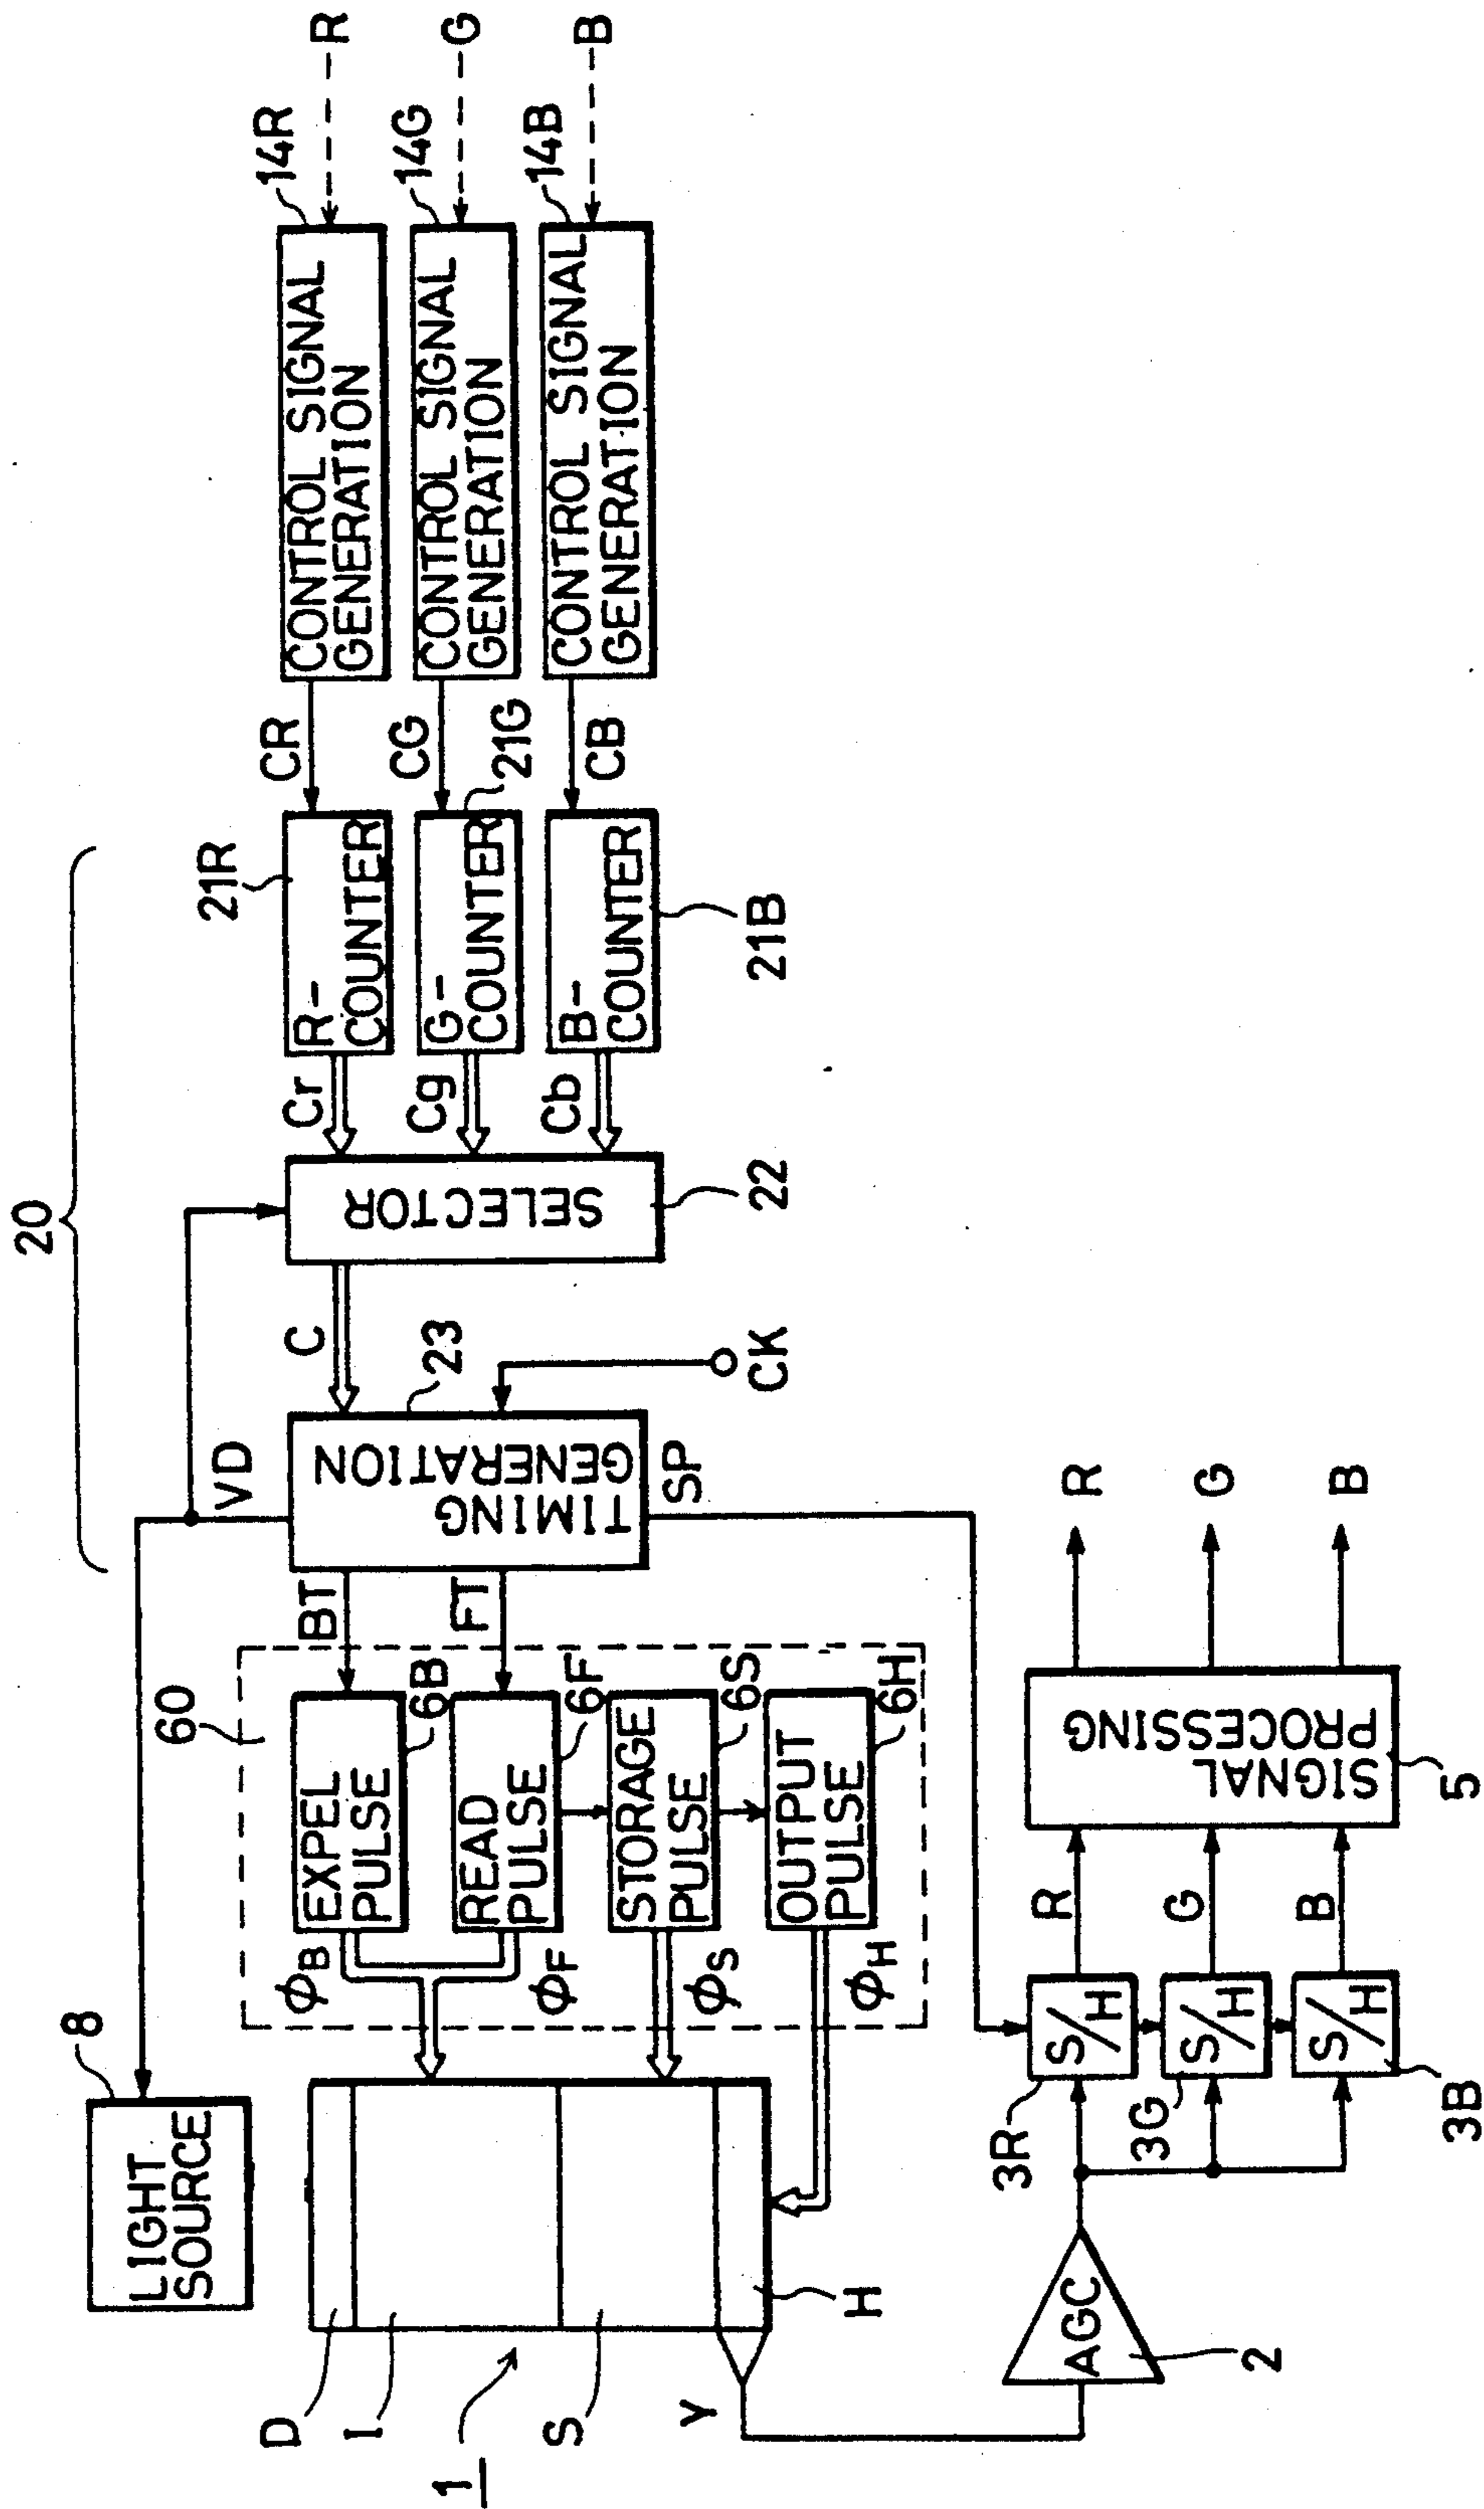 20
8
LIGHT
SOURCE
VD
60
BT
FT
EXPEL
PULSE
6B
READ
PULSE
6F
STORAGE
PULSE
6S
OUTPUT
PULSE
6H
ΦB
ΦF
ΦS
ΦH
D
I
S
H
1
Y
TIMING
GENERATION
23
SP
CK
C
SELECTOR
22
Cr
Cg
Cb
21R
R-
COUNTER
G-
COUNTER
21G
B-
COUNTER
21B
CR
CG
CB
14R
CONTROL SIGNAL
GENERATION
R
14G
CONTROL SIGNAL
GENERATION
G
14B
CONTROL SIGNAL
GENERATION
B
AGC
2
3R
S/H
3G
S/H
3B
S/H
R
G
B
SIGNAL
PROCESSING
5
R
G
B